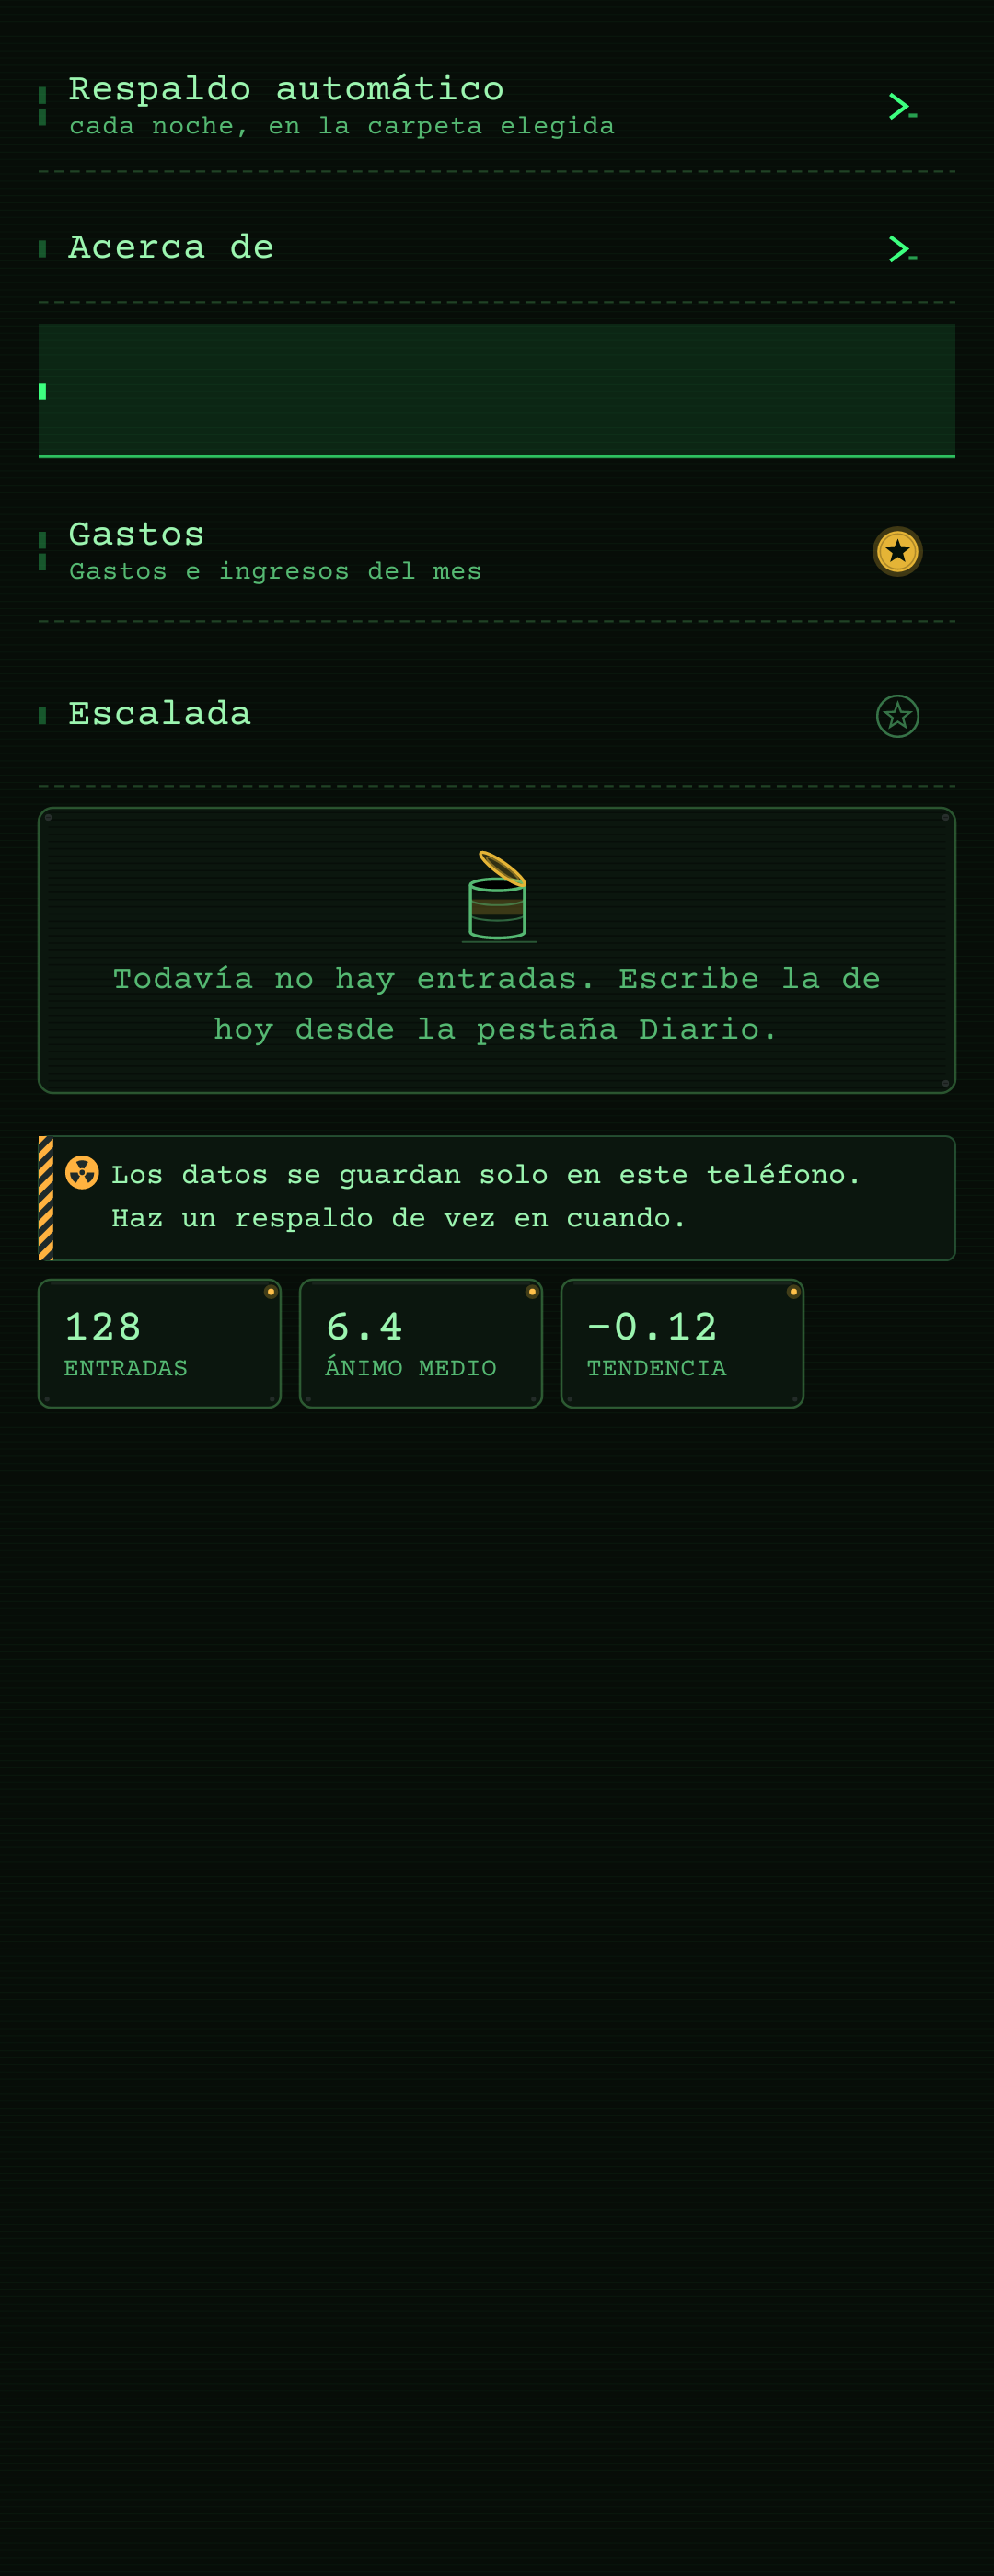 Respaldo automático
cada noche, en la carpeta elegida
Acerca de
Gastos
Gastos e ingresos del mes
Escalada
Todavía no hay entradas. Escribe la de
hoy desde la pestaña Diario.
Los datos se guardan solo en este teléfono.
Haz un respaldo de vez en cuando.
128
ENTRADAS
6.4
ÁNIMO MEDIO
−0.12
TENDENCIA